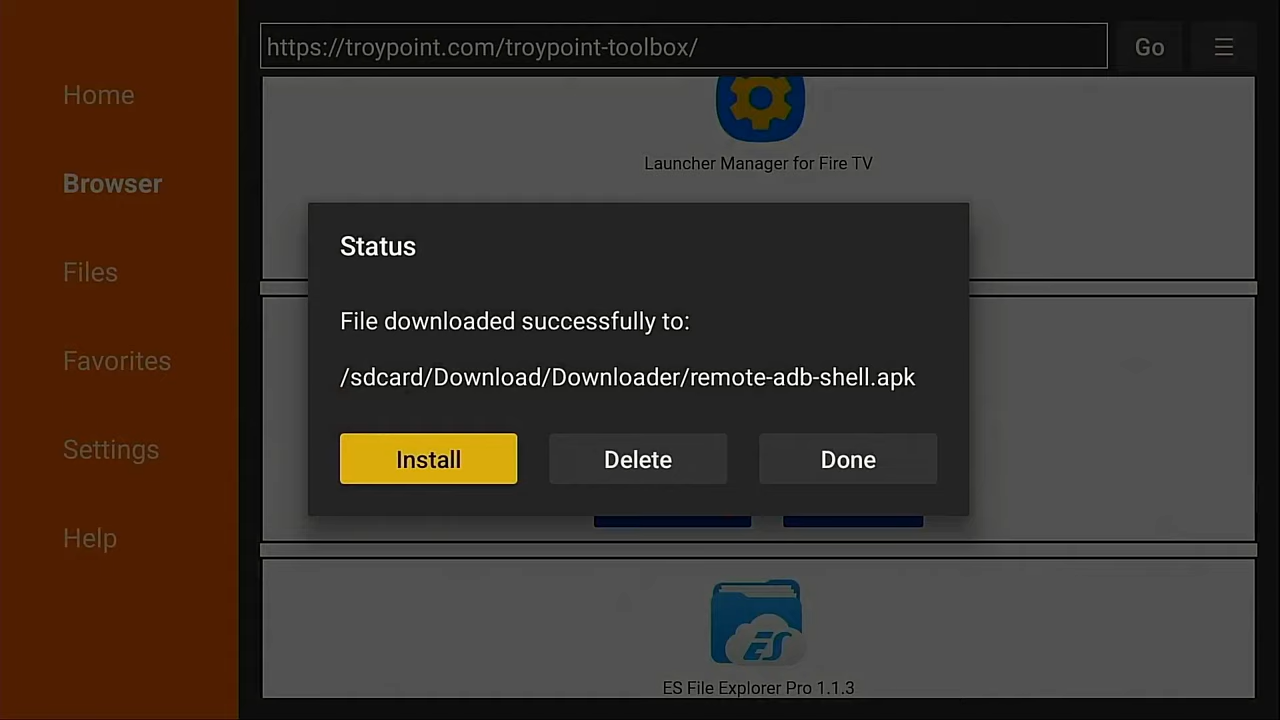 https://troypoint.com/troypoint-toolbox/
Go
Home
Browser
Files
Favorites
Settings
Help
Launcher Manager for Fire TV
Status
File downloaded successfully to:
/sdcard/Download/Downloader/remote-adb-shell.apk
Install
Delete
Done
ES
ES File Explorer Pro 1.1.3